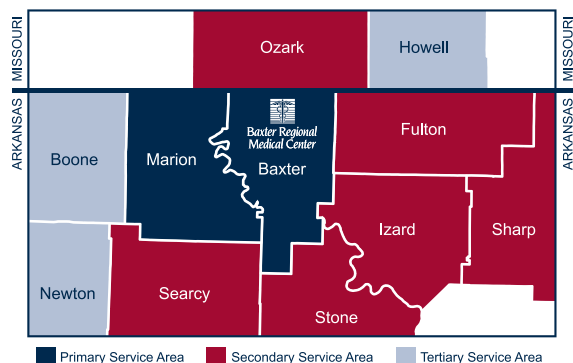 MISSOURI
Ozark
Howell
MISSOURI
ARKANSAS
Baxter Regional
Medical Center
Fulton
ARKANSAS
Boone
Marion
Baxter
Izard
Sharp
Newton
Searcy
Stone
Primary Service Area
Secondary Service Area
Tertiary Service Area